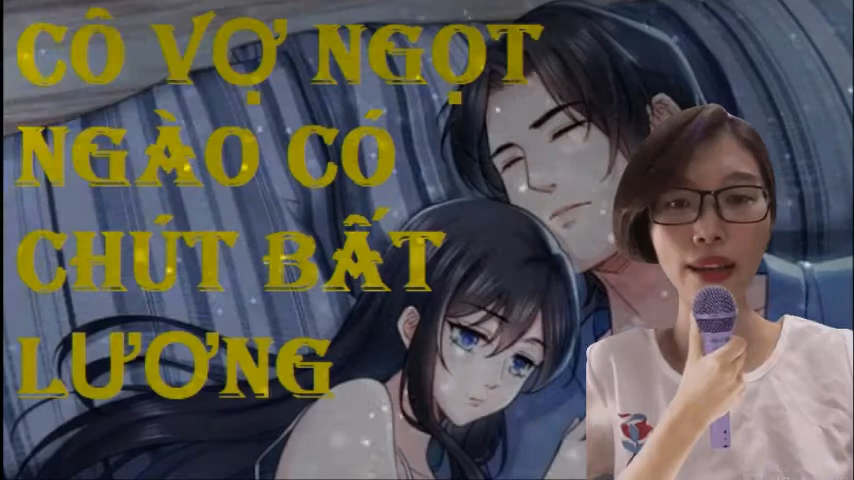 CÔ VỢ NGỌT
NGÀO CÓ
CHÚT BẤT
LƯƠNG